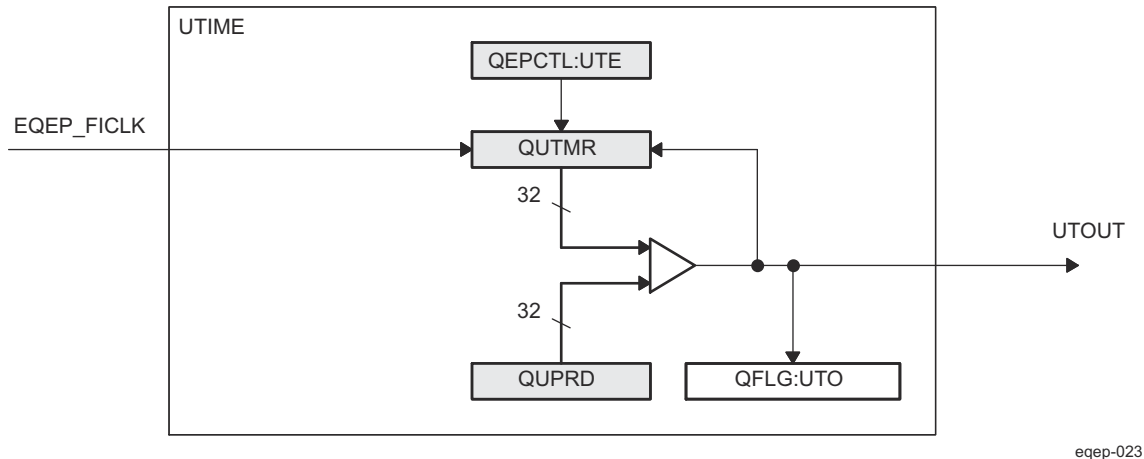 UTIME
QEPCTL:UTE
EQEP_FICLK
QUTMR
32
UTOUT
32
QUPRD
QFLG:UTO
eqep-023